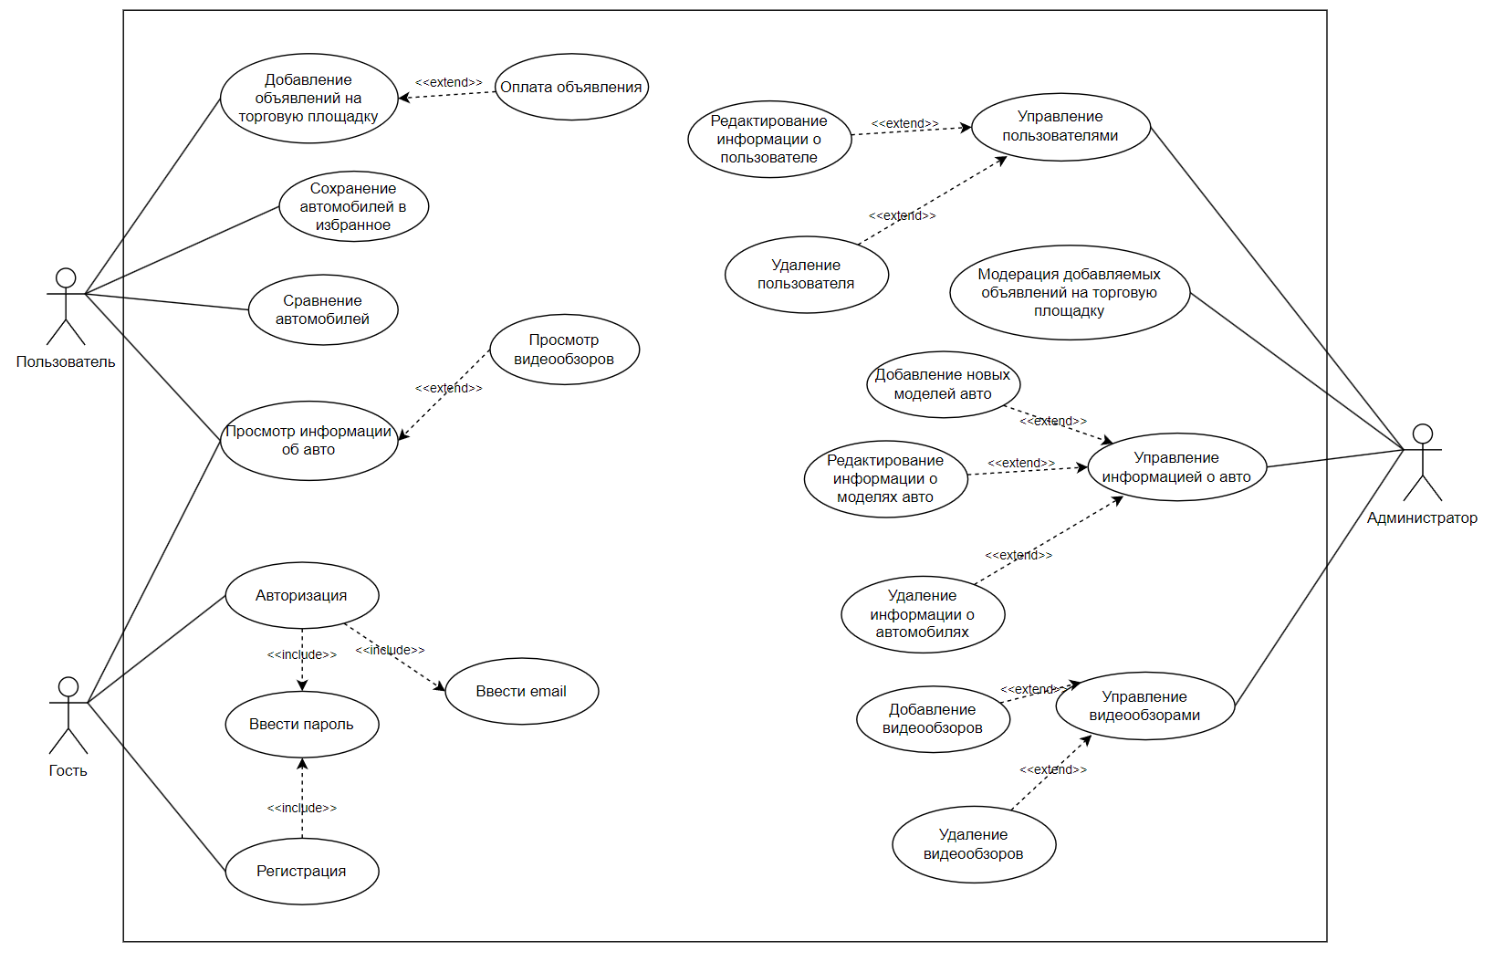 Добавление
объявлений на
торговую площадку
<<extend>>
Оплата объявления
Сохранение
автомобилей в
избранное
Сравнение
автомобилей
Пользователь
Просмотр
видеообзоров
<<extend>>
Просмотр информации
об авто
Авторизация
<<include>>
<<include>>
Ввести email
Ввести пароль
Гость
<<include>>
Регистрация
Редактирование
информации о
пользователе
<<extend>>
Управление
пользователями
<<extend>>
Удаление
пользователя
Модерация добавляемых
объявлений на торговую
площадку
Добавление новых
моделей авто
<<extend>>
Редактирование
информации о
моделях авто
<<extend>>
Управление
информацией о авто
Администратор
<<extend>>
Удаление
информации о
автомобилях
<<extend>>
Добавление
видеообзоров
Управление
видеообзорами
<<extend>>
Удаление
видеообзоров